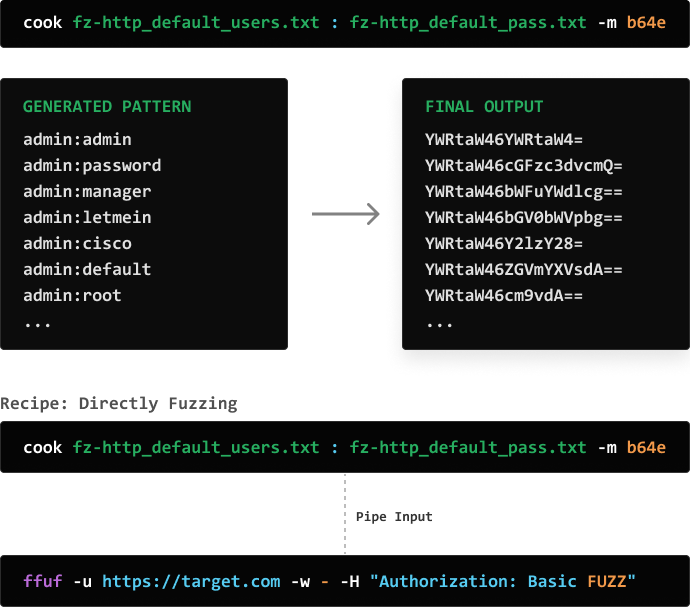 cook fz-http_default_users.txt : fz-http_default_pass.txt -m b64e
GENERATED PATTERN
admin:admin
admin:password
admin:manager
admin:letmein
admin:cisco
admin:default
admin:root
...
FINAL OUTPUT
YWRtaW46YWRtaW4=
YWRtaW46cGFzc3dvcmQ=
YWRtaW46bWFuYWdlcg==
YWRtaW46bGV0bWVpbg==
YWRtaW46Y2lzY28=
YWRtaW46ZGVmYXVsdA==
YWRtaW46cm9vdA==
...
Recipe: Directly Fuzzing
cook fz-http_default_users.txt : fz-http_default_pass.txt -m b64e
Pipe Input
ffuf -u https://target.com -w - -H "Authorization: Basic FUZZ"